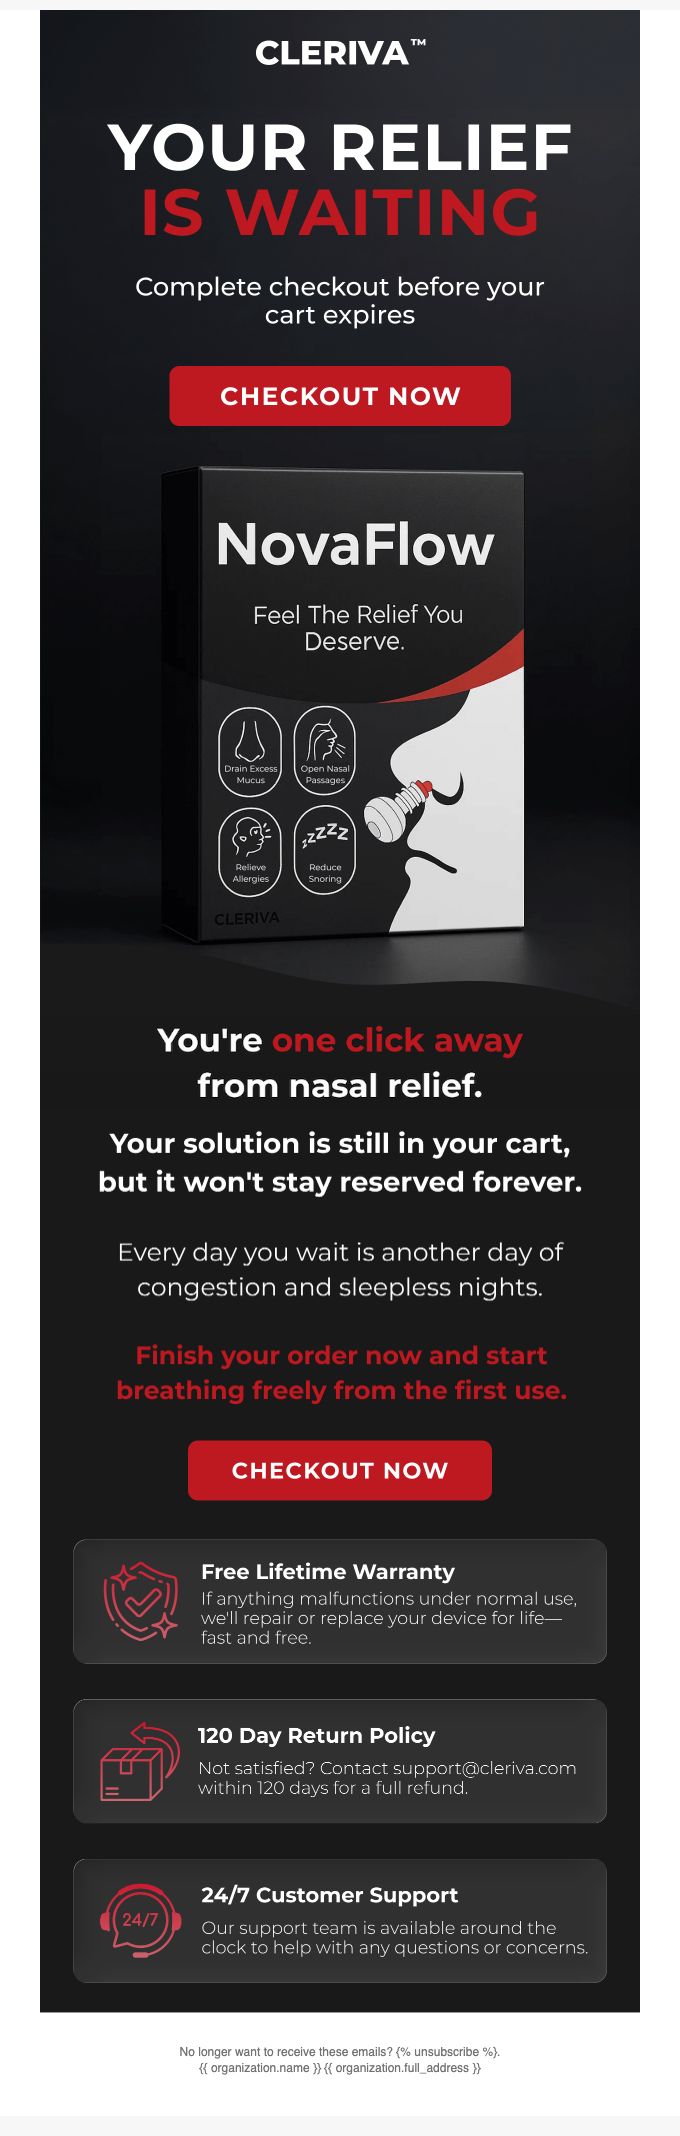 CLERIVA™
YOUR RELIEF
IS WAITING
Complete checkout before your
cart expires
CHECKOUT NOW
NovaFlow
Feel The Relief You
Deserve.
Drain Excess
Mucus
Open Nasal
Passages
zZZZZ
Relieve
Allergies
Reduce
Snoring
CLERIVA
You're one click away
from nasal relief.
Your solution is still in your cart,
but it won't stay reserved forever.
Every day you wait is another day of
congestion and sleepless nights.
Finish your order now and start
breathing freely from the first use.
CHECKOUT NOW
Free Lifetime Warranty
If anything malfunctions under normal use,
we'll repair or replace your device for life—
fast and free.
120 Day Return Policy
Not satisfied? Contact support@cleriva.com
within 120 days for a full refund.
24/7
24/7 Customer Support
Our support team is available around the
clock to help with any questions or concerns.
No longer want to receive these emails? {% unsubscribe %}.
{{ organization.name }} {{ organization.full_address }}